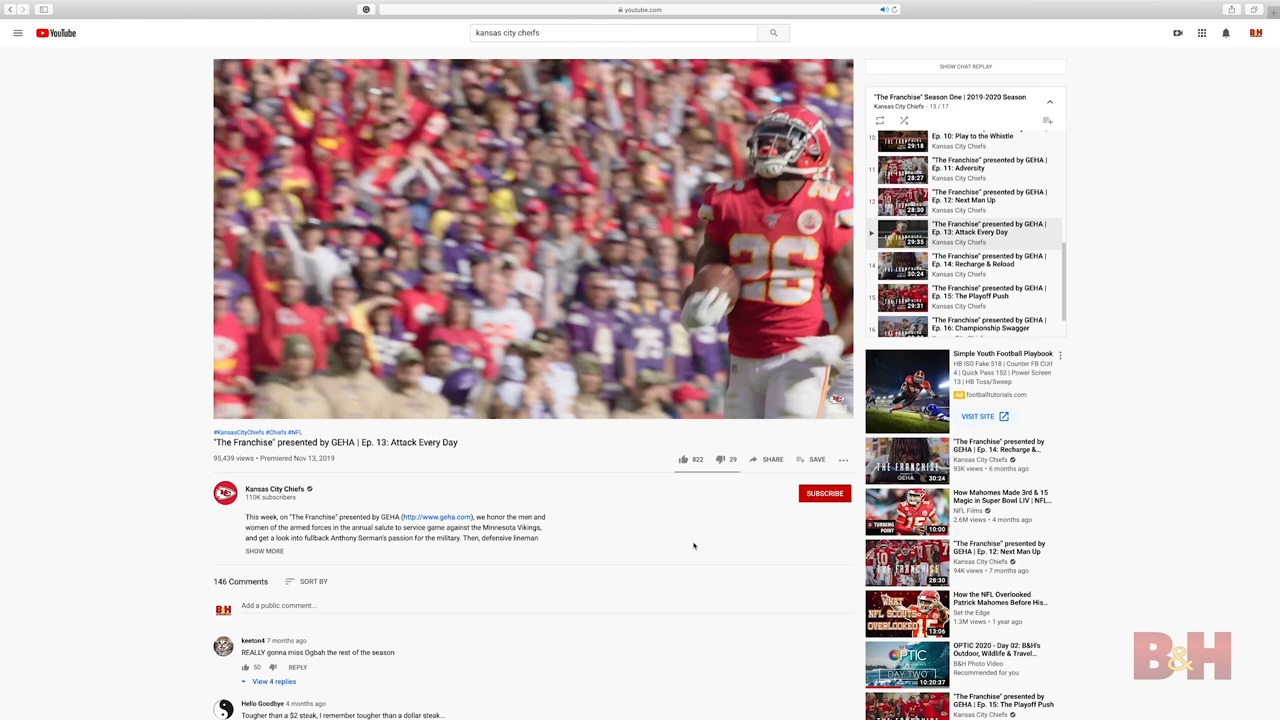 youtube.com
YouTube
kansas city cheifs
B&H
26
SHOW CHAT REPLAY
"The Franchise" Season One | 2019-2020 Season
Kansas City Chiefs - 13 / 17
10
Ep. 10: Play to the Whistle
Kansas City Chiefs
29:18
11
"The Franchise" presented by GEHA |
Ep. 11: Adversity
Kansas City Chiefs
28:27
12
"The Franchise" presented by GEHA |
Ep. 12: Next Man Up
Kansas City Chiefs
28:30
"The Franchise" presented by GEHA |
Ep. 13: Attack Every Day
Kansas City Chiefs
29:35
14
"The Franchise" presented by GEHA |
Ep. 14: Recharge & Reload
Kansas City Chiefs
30:24
15
"The Franchise" presented by GEHA |
Ep. 15: The Playoff Push
Kansas City Chiefs
29:31
16
"The Franchise" presented by GEHA |
Ep. 16: Championship Swagger
#KansasCityChiefs #Chiefs #NFL
"The Franchise" presented by GEHA | Ep. 13: Attack Every Day
95,439 views • Premiered Nov 13, 2019
822
29
SHARE
SAVE
Kansas City Chiefs
110K subscribers
SUBSCRIBE
This week, on "The Franchise" presented by GEHA (http://www.geha.com), we honor the men and
women of the armed forces in the annual salute to service game against the Minnesota Vikings,
and get a look into fullback Anthony Serman's passion for the military. Then, defensive lineman
SHOW MORE
146 Comments
SORT BY
B&H
Add a public comment...
keeton4 7 months ago
REALLY gonna miss Ogbah the rest of the season
50
REPLY
View 4 replies
Hello Goodbye 4 months ago
Tougher than a $2 steak, I remember tougher than a dollar steak...
Simple Youth Football Playbook
HB ISO Fake 518 | Counter FB CUrl
4 | Quick Pass 152 | Power Screen
13 | HB Toss/Sweep
Ad footballtutorials.com
VISIT SITE
THE FRANCHISE
30:24
"The Franchise" presented by
GEHA | Ep. 14: Recharge &...
Kansas City Chiefs
93K views • 6 months ago
TURNING
POINT
10:00
How Mahomes Made 3rd & 15
Magic in Super Bowl LIV | NFL...
NFL Films
2.6M views • 4 months ago
THE FRANCHISE
28:30
"The Franchise" presented by
GEHA | Ep. 12: Next Man Up
Kansas City Chiefs
94K views • 7 months ago
WHAT
NFL SCOUTS
OVERLOOKED
13:06
How the NFL Overlooked
Patrick Mahomes Before His...
Set the Edge
1.3M views • 1 year ago
OPTIC
DAY TWO
10:20:37
OPTIC 2020 - Day 02: B&H's
Outdoor, Wildlife & Travel...
B&H Photo Video
Recommended for you
"The Franchise" presented by
GEHA | Ep. 15: The Playoff Push
Kansas City Chiefs
B&H